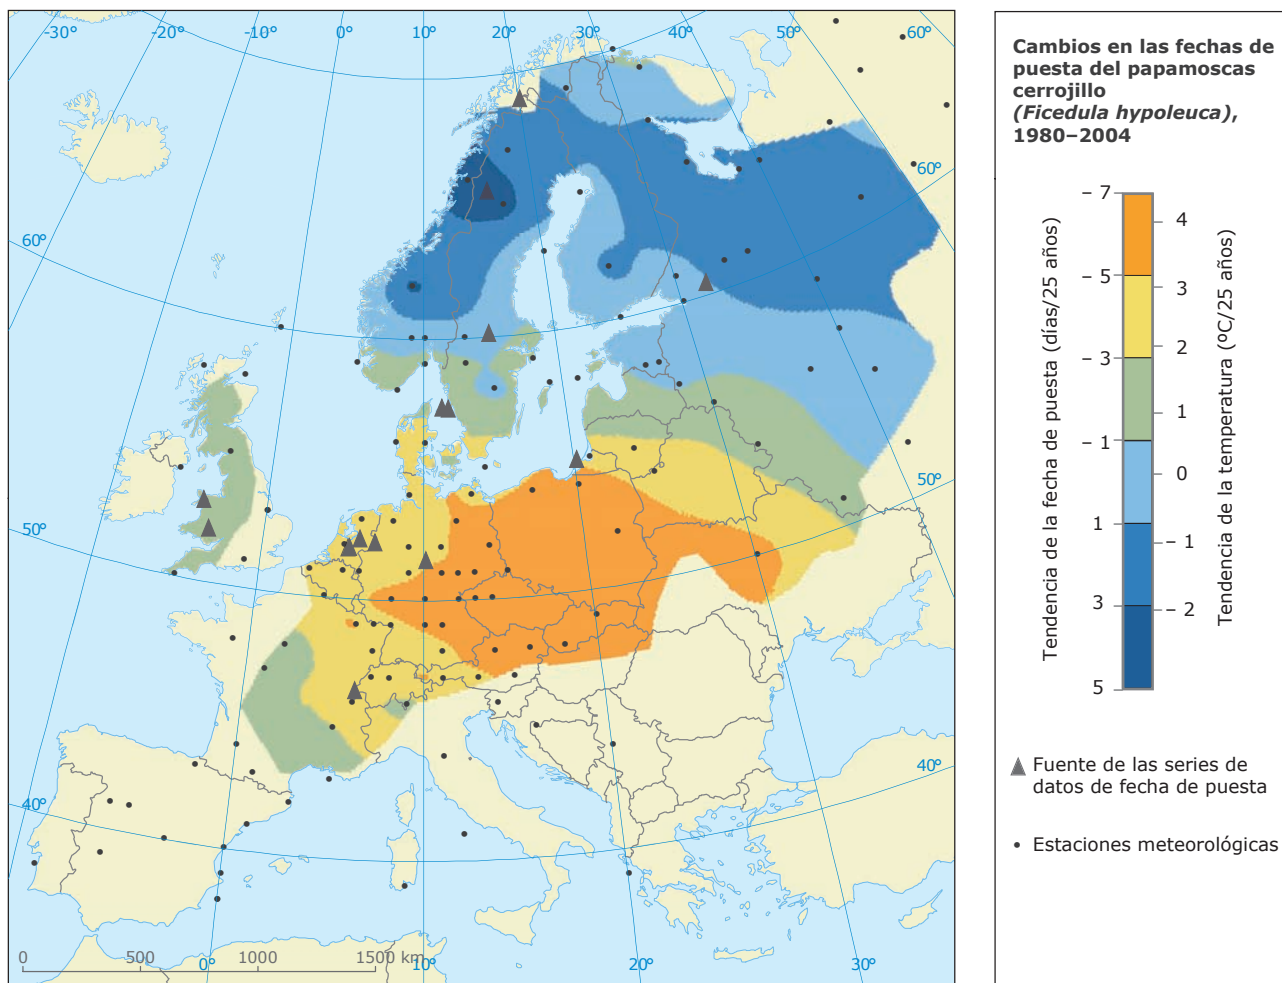 -30° -20° -10° 0° 10° 20° 30° 40° 50° 60°
60°
60°
50°
50°
40°
40°
0 500 1000 1500 km
0° 10° 20° 30°
Cambios en las fechas de
puesta del papamoscas
cerrojillo
(Ficedula hypoleuca),
1980–2004
Tendencia de la fecha de puesta (días/25 años)
– 7
– 5
– 3
– 1
1
3
5
4
3
2
1
0
– 1
– 2
Tendencia de la temperatura (ºC/25 años)
Fuente de las series de
datos de fecha de puesta
Estaciones meteorológicas